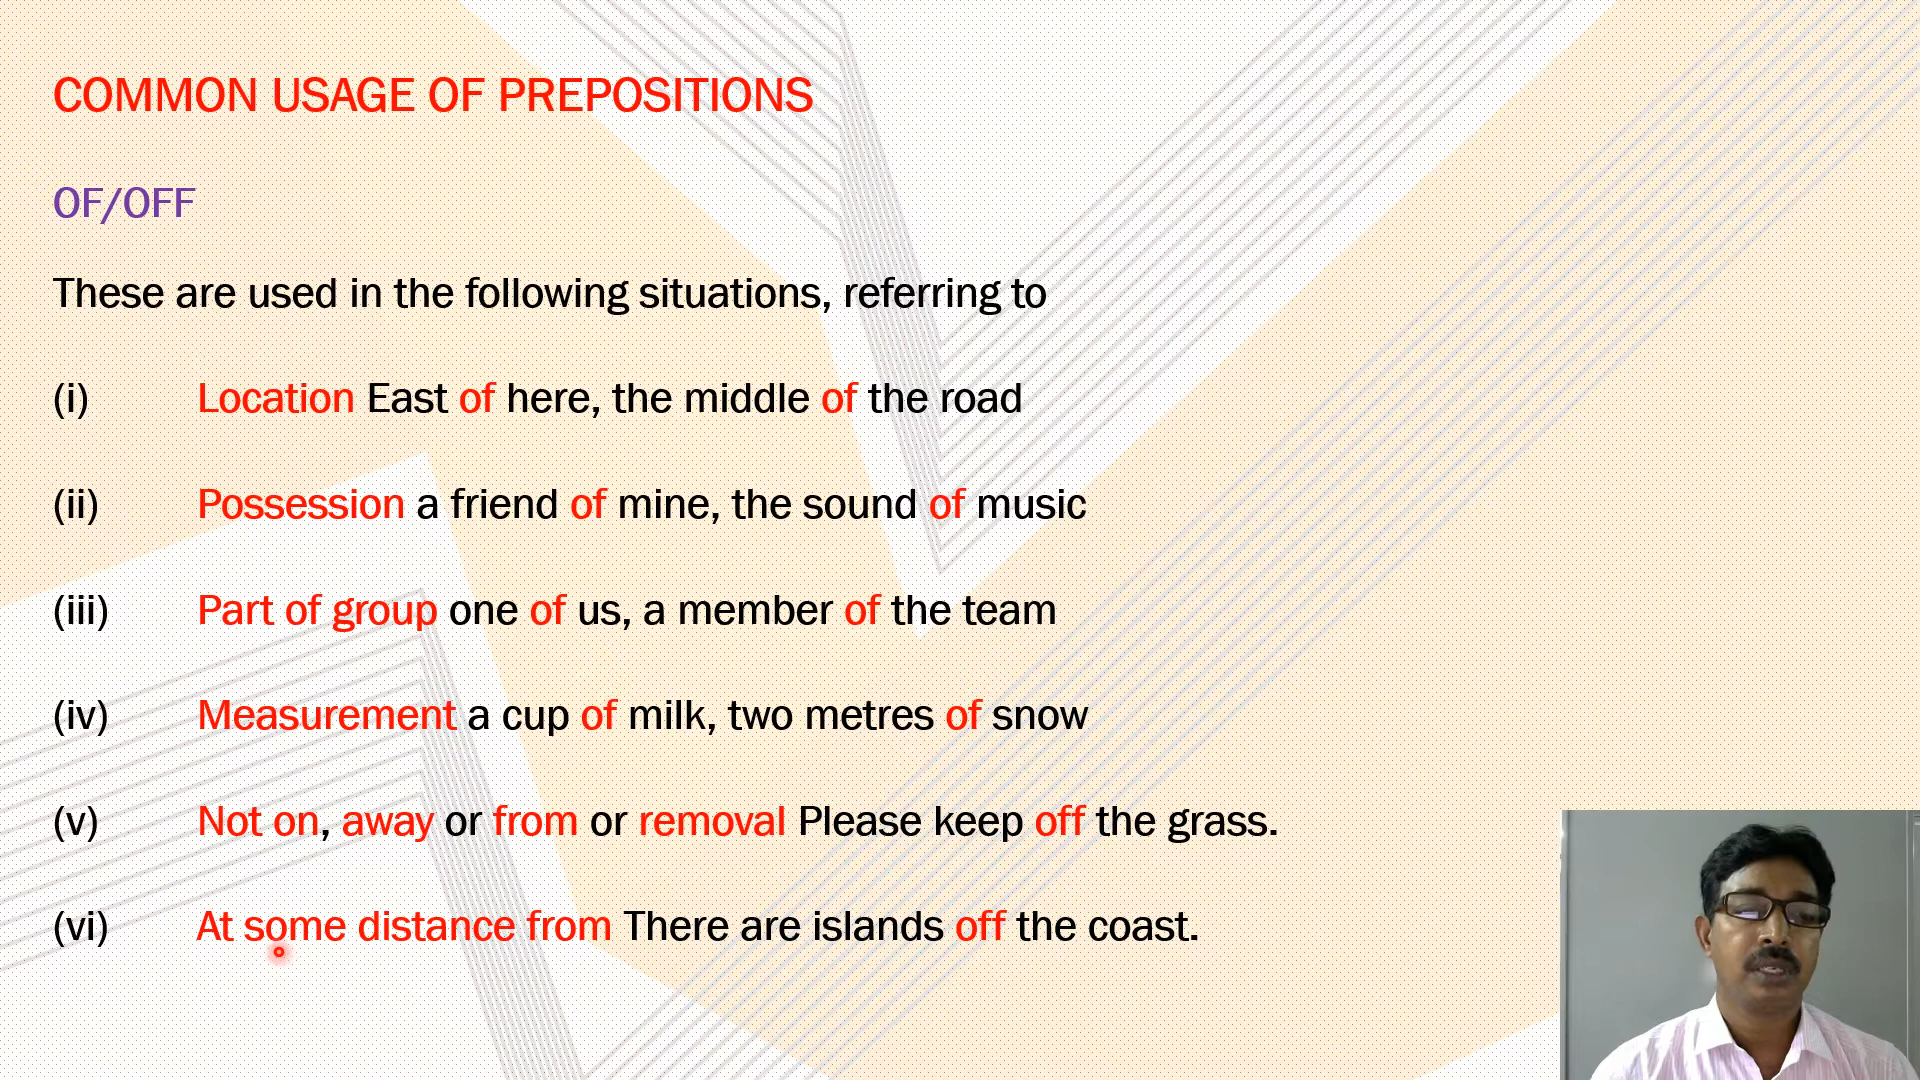 COMMON USAGE OF PREPOSITIONS
OF/OFF
These are used in the following situations, referring to
(i) Location East of here, the middle of the road
(ii) Possession a friend of mine, the sound of music
(iii) Part of group one of us, a member of the team
(iv) Measurement a cup of milk, two metres of snow
(v) Not on, away or from or removal Please keep off the grass.
(vi) At some distance from There are islands off the coast.